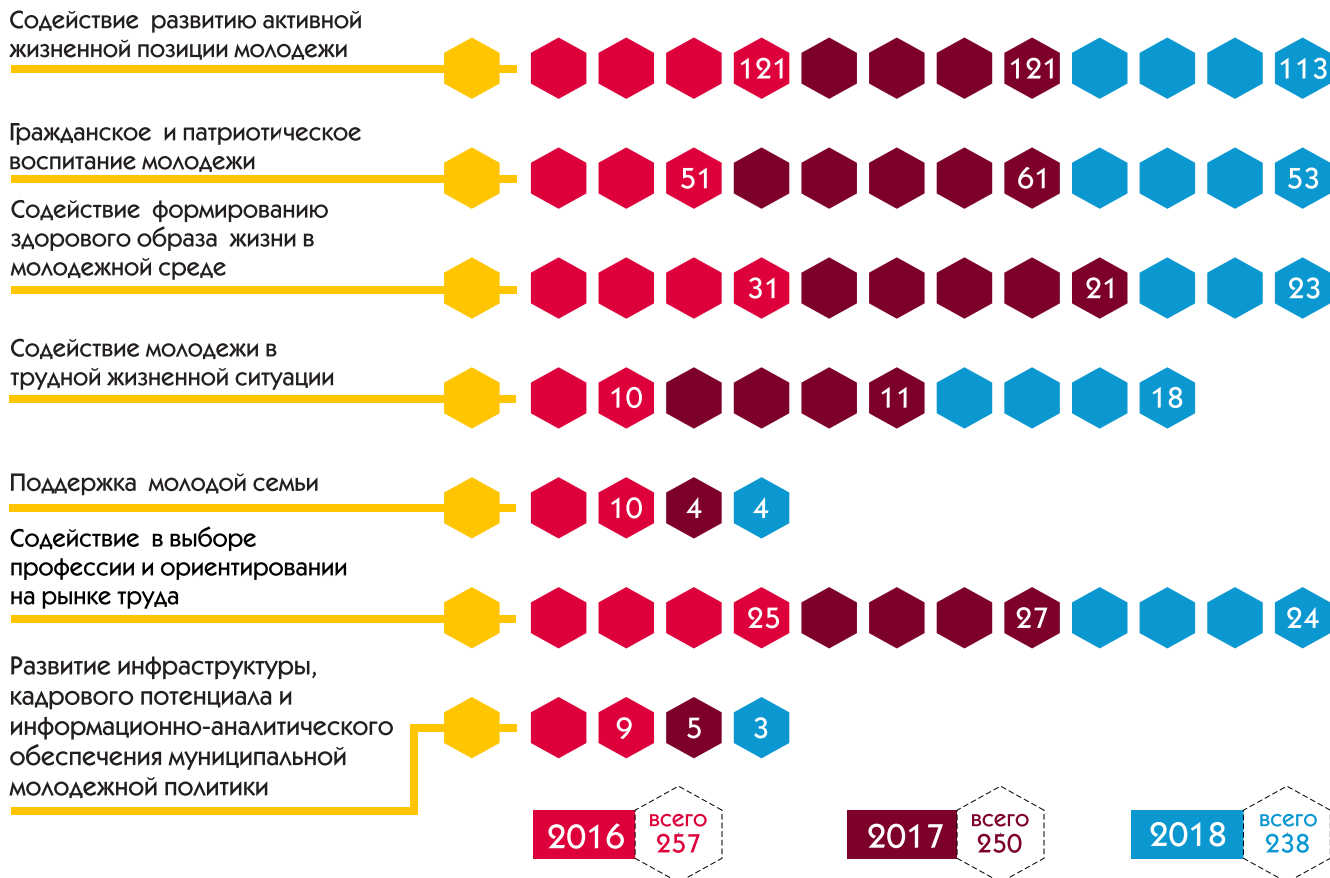 Содействие развитию активной
жизненной позиции молодежи
121
121
113
Гражданское и патриотическое
воспитание молодежи
51
61
53
Содействие формированию
здорового образа жизни в
молодежной среде
31
21
23
Содействие молодежи в
трудной жизненной ситуации
10
11
18
Поддержка молодой семьи
10
4
4
Содействие в выборе
профессии и ориентировании
на рынке труда
25
27
24
Развитие инфраструктуры,
кадрового потенциала и
информационно-аналитического
обеспечения муниципальной
молодежной политики
9
5
3
2016
всего
257
2017
всего
250
2018
всего
238